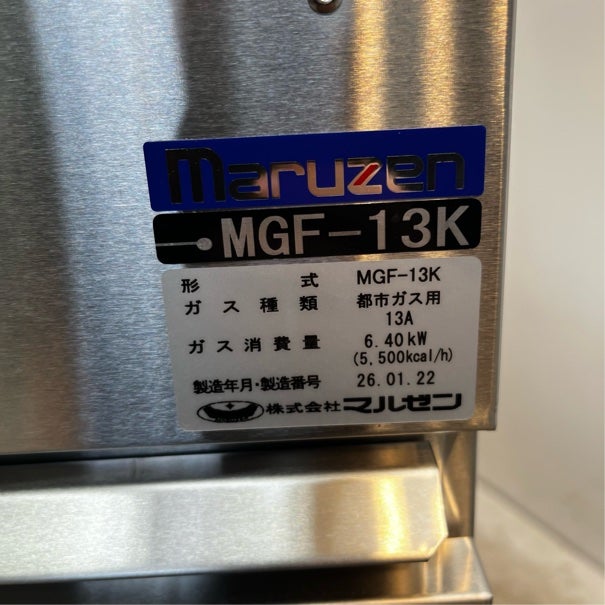 maruzen
MGF-13K
形式 MGF-13K
ガス種類 都市ガス用
13A
ガス消費量 6.40kW
(5,500kcal/h)
製造年月・製造番号 26.01.22
株式会社マルゼン